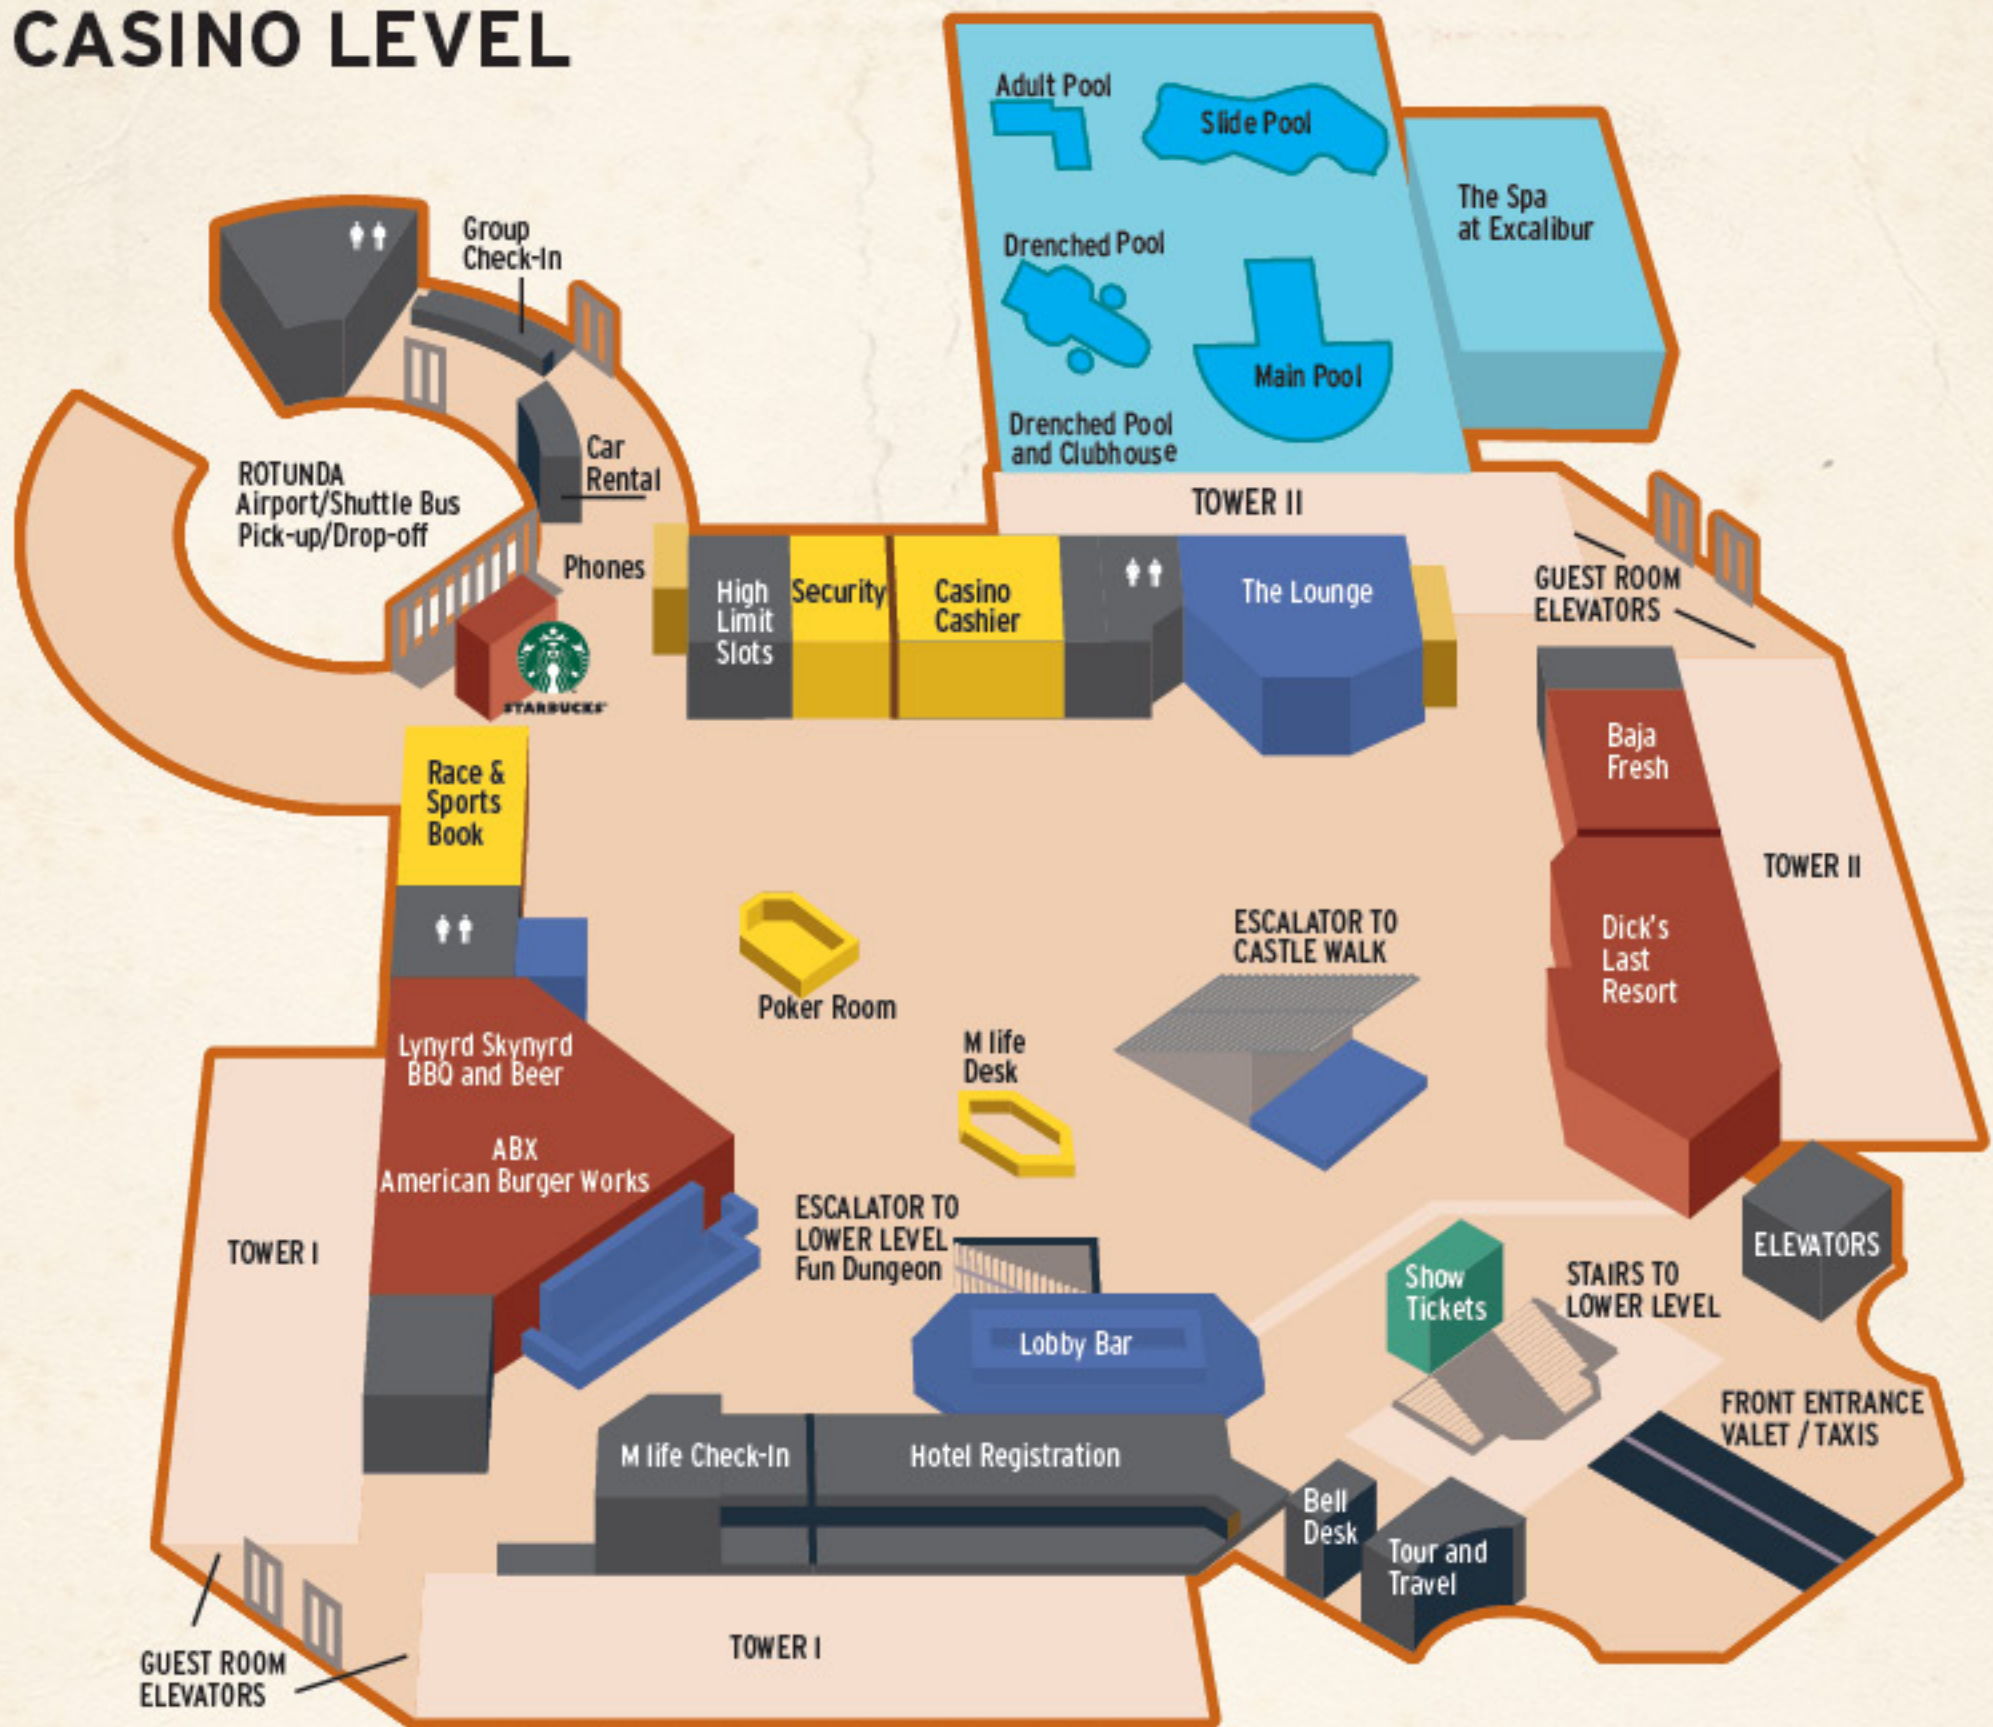 CASINO LEVEL
Adult Pool
Slide Pool
The Spa
at Excalibur
Drenched Pool
Main Pool
Drenched Pool
and Clubhouse
Group
Check-In
Car
Rental
ROTUNDA
Airport/Shuttle Bus
Pick-up/Drop-off
Phones
STARBUCKS
TOWER II
GUEST ROOM
ELEVATORS
High
Limit
Slots
Security
Casino
Cashier
The Lounge
Race &
Sports
Book
Baja
Fresh
TOWER II
Dick's
Last
Resort
Poker Room
ESCALATOR TO
CASTLE WALK
M life
Desk
Lynyrd Skynyrd
BBQ and Beer
ABX
American Burger Works
TOWER I
ESCALATOR TO
LOWER LEVEL
Fun Dungeon
Lobby Bar
Show
Tickets
STAIRS TO
LOWER LEVEL
ELEVATORS
FRONT ENTRANCE
VALET / TAXIS
M life Check-In
Hotel Registration
Bell
Desk
Tour and
Travel
GUEST ROOM
ELEVATORS
TOWER I